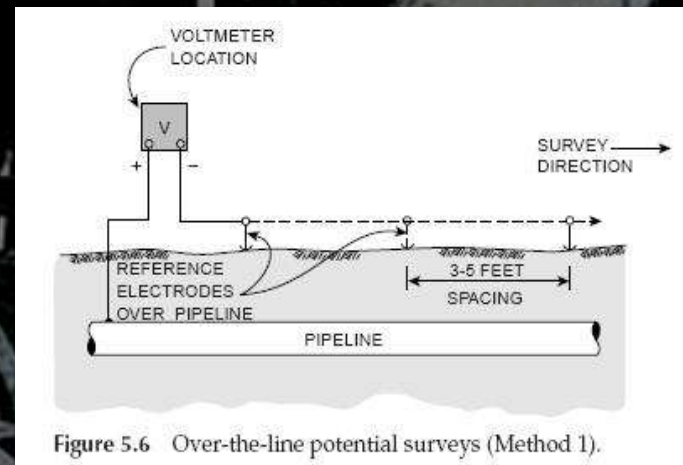 VOLTMETER
LOCATION
V
+ −
SURVEY
DIRECTION
REFERENCE
ELECTRODES
OVER PIPELINE
3-5 FEET
SPACING
PIPELINE
Figure 5.6 Over-the-line potential surveys (Method 1).